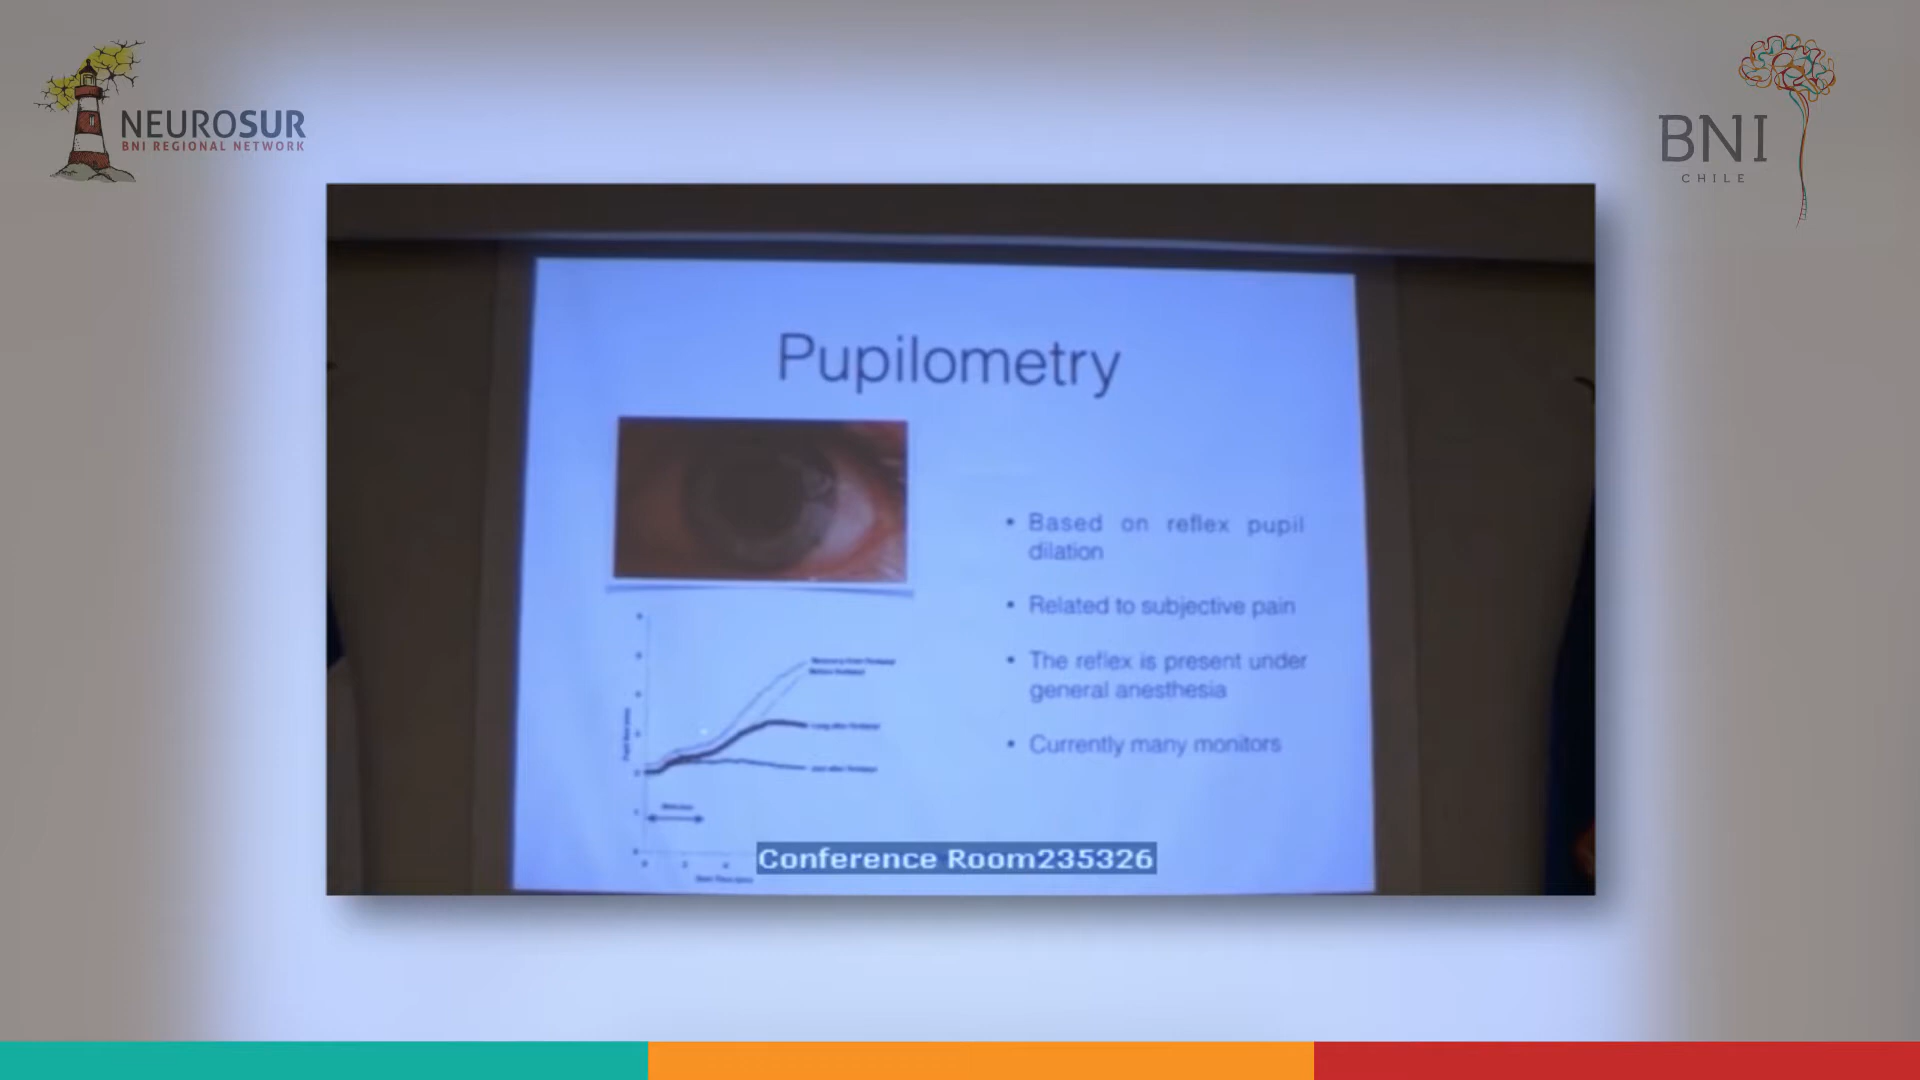 NEUROSUR
BNI REGIONAL NETWORK
BNI
CHILE
Pupilometry
• Based on reflex pupil
dilation
• Related to subjective pain
• The reflex is present under
general anesthesia
• Currently many monitors
Conference Room235326